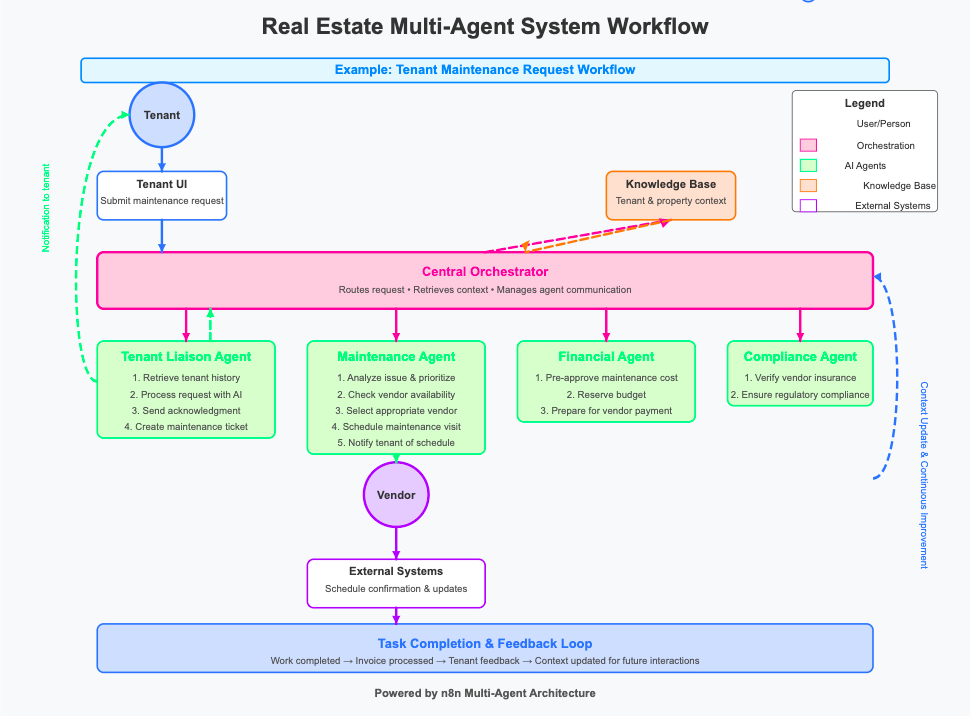 Real Estate Multi-Agent System Workflow
Example: Tenant Maintenance Request Workflow
Legend
User/Person
Orchestration
AI Agents
Knowledge Base
External Systems
Tenant
Notification to tenant
Tenant UI
Submit maintenance request
Knowledge Base
Tenant & property context
Central Orchestrator
Routes request • Retrieves context • Manages agent communication
Tenant Liaison Agent
1. Retrieve tenant history
2. Process request with AI
3. Send acknowledgment
4. Create maintenance ticket
Maintenance Agent
1. Analyze issue & prioritize
2. Check vendor availability
3. Select appropriate vendor
4. Schedule maintenance visit
5. Notify tenant of schedule
Financial Agent
1. Pre-approve maintenance cost
2. Reserve budget
3. Prepare for vendor payment
Compliance Agent
1. Verify vendor insurance
2. Ensure regulatory compliance
Context Update & Continuous Improvement
Vendor
External Systems
Schedule confirmation & updates
Task Completion & Feedback Loop
Work completed → Invoice processed → Tenant feedback → Context updated for future interactions
Powered by n8n Multi-Agent Architecture